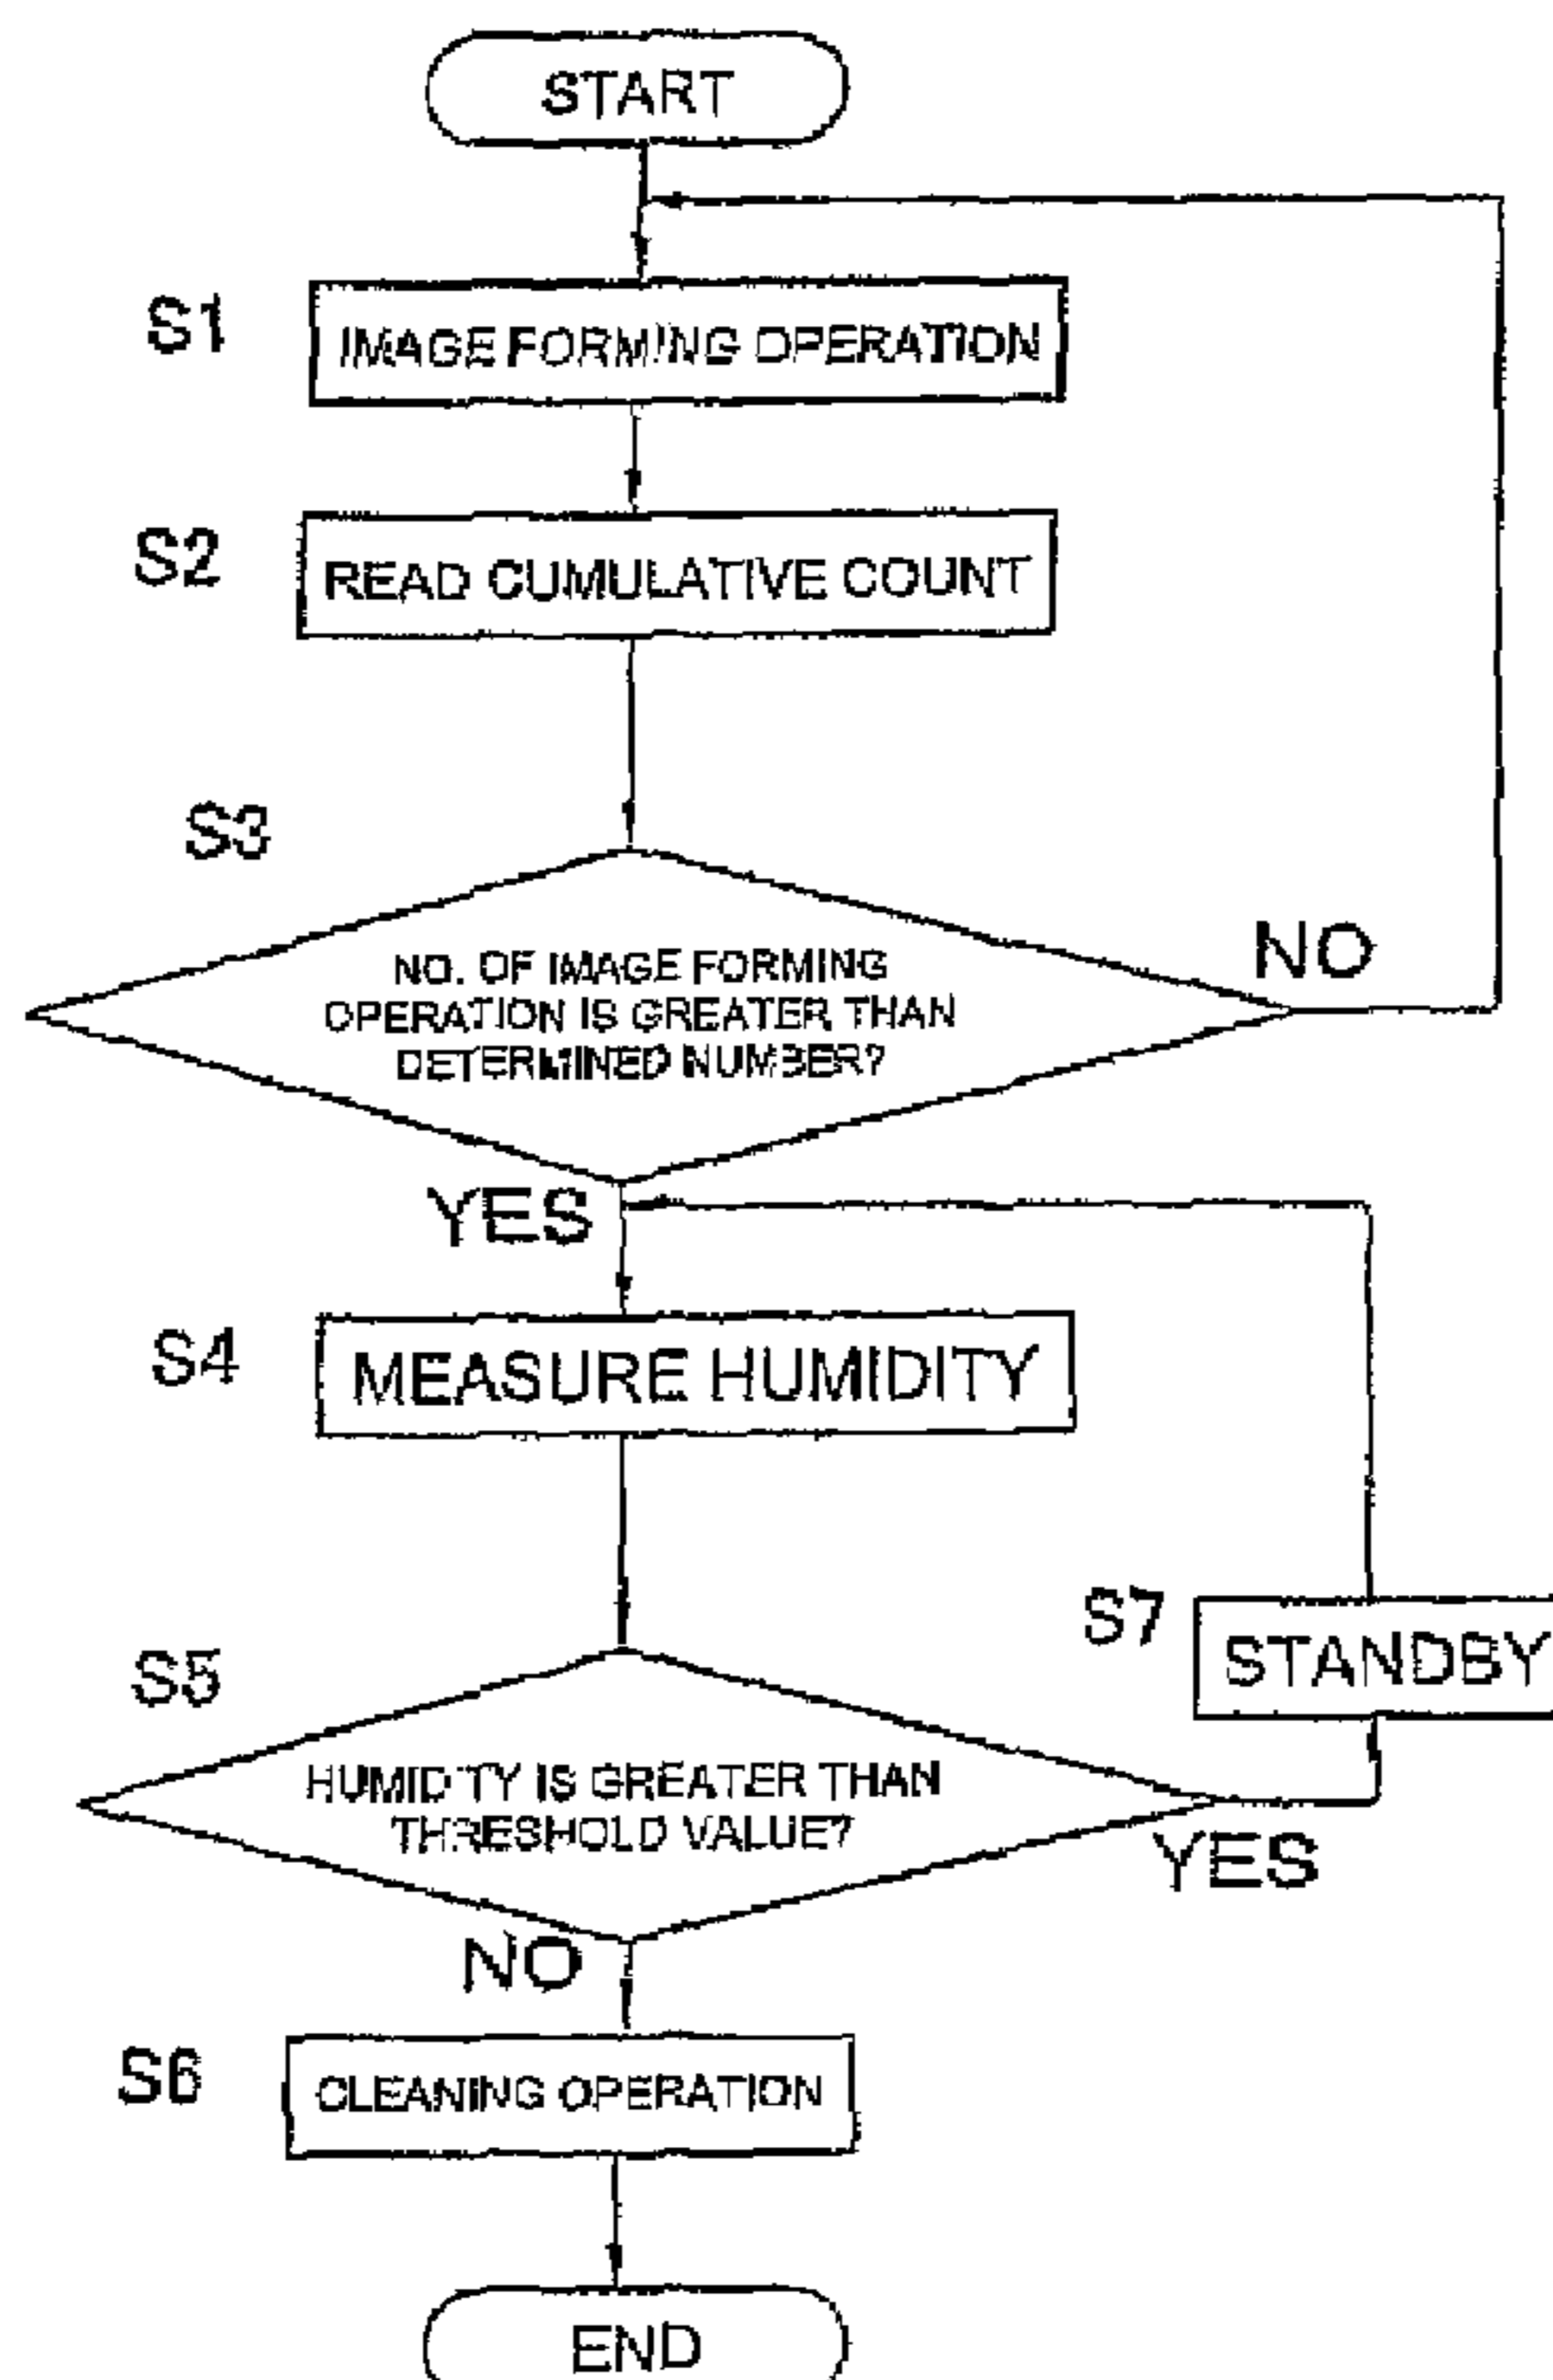 START
S1
IMAGE FORMING OPERATION
S2
READ CUMULATIVE COUNT
S3
NO. OF IMAGE FORMING
OPERATION IS GREATER THAN
DETERMINED NUMBER?
NO
YES
S4
MEASURE HUMIDITY
S7
STANDBY
S5
HUMIDITY IS GREATER THAN
THRESHOLD VALUE?
YES
NO
S6
CLEANING OPERATION
END